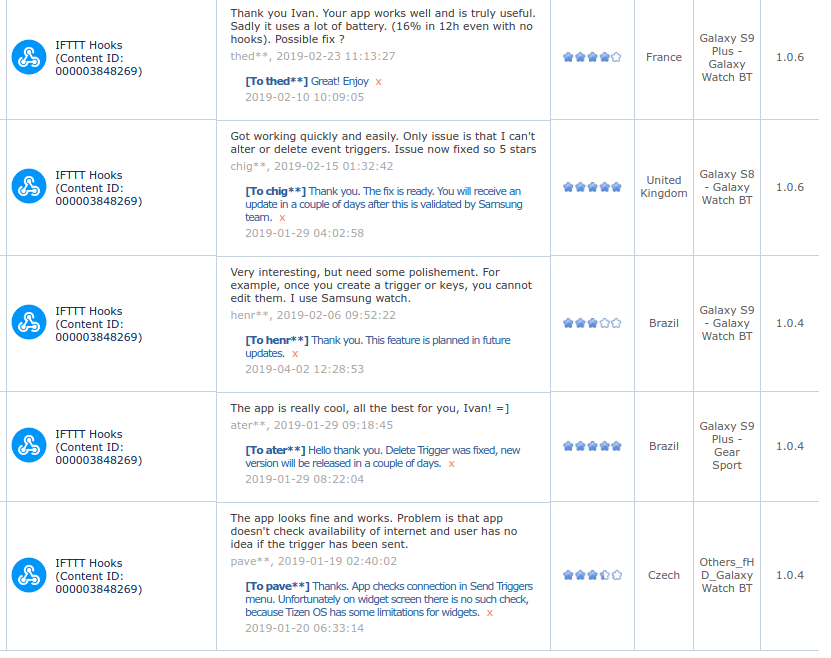 IFTTT Hooks
(Content ID:
000003848269)
Thank you Ivan. Your app works well and is truly useful.
Sadly it uses a lot of battery. (16% in 12h even with no
hooks). Possible fix ?
thed**, 2019-02-23 11:13:27
[To thed**] Great! Enjoy x
2019-02-10 10:09:05
France
Galaxy S9
Plus -
Galaxy
Watch BT
1.0.6
IFTTT Hooks
(Content ID:
000003848269)
Got working quickly and easily. Only issue is that I can't
alter or delete event triggers. Issue now fixed so 5 stars
chig**, 2019-02-15 01:32:42
[To chig**] Thank you. The fix is ready. You will receive an
update in a couple of days after this is validated by Samsung
team. x
2019-01-29 04:02:58
United
Kingdom
Galaxy S8
- Galaxy
Watch BT
1.0.6
IFTTT Hooks
(Content ID:
000003848269)
Very interesting, but need some polishement. For
example, once you create a trigger or keys, you cannot
edit them. I use Samsung watch.
henr**, 2019-02-06 09:52:22
[To henr**] Thank you. This feature is planned in future
updates. x
2019-04-02 12:28:53
Brazil
Galaxy S9
- Galaxy
Watch BT
1.0.4
IFTTT Hooks
(Content ID:
000003848269)
The app is really cool, all the best for you, Ivan! =]
ater**, 2019-01-29 09:18:45
[To ater**] Hello thank you. Delete Trigger was fixed, new
version will be released in a couple of days. x
2019-01-29 08:22:04
Brazil
Galaxy S9
Plus -
Gear
Sport
1.0.4
IFTTT Hooks
(Content ID:
000003848269)
The app looks fine and works. Problem is that app
doesn't check availability of internet and user has no
idea if the trigger has been sent.
pave**, 2019-01-19 02:40:02
[To pave**] Thanks. App checks connection in Send Triggers
menu. Unfortunately on widget screen there is no such check,
because Tizen OS has some limitations for widgets. x
2019-01-20 06:33:14
Czech
Others_fH
D_Galaxy
Watch BT
1.0.4